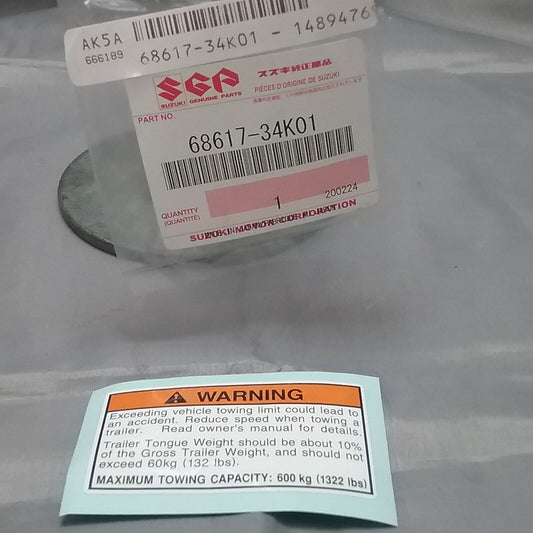 AK5A
666189
68617-34K01 - 1489476
SGP
スズキ純正部品
SUZUKI GENUINE PARTS
PIÈCES D'ORIGINE DE SUZUKI
PART NO.
68617-34K01
QUANTITY
(QUANTITE)
1
200224
SUZUKI MOTOR CORPORATION
WARNING
Exceeding vehicle towing limit could lead to
an accident. Reduce speed when towing a
trailer. Read owner's manual for details.
Trailer Tongue Weight should be about 10%
of the Gross Trailer Weight, and should not
exceed 60kg (132 lbs).
MAXIMUM TOWING CAPACITY: 600 kg (1322 lbs)